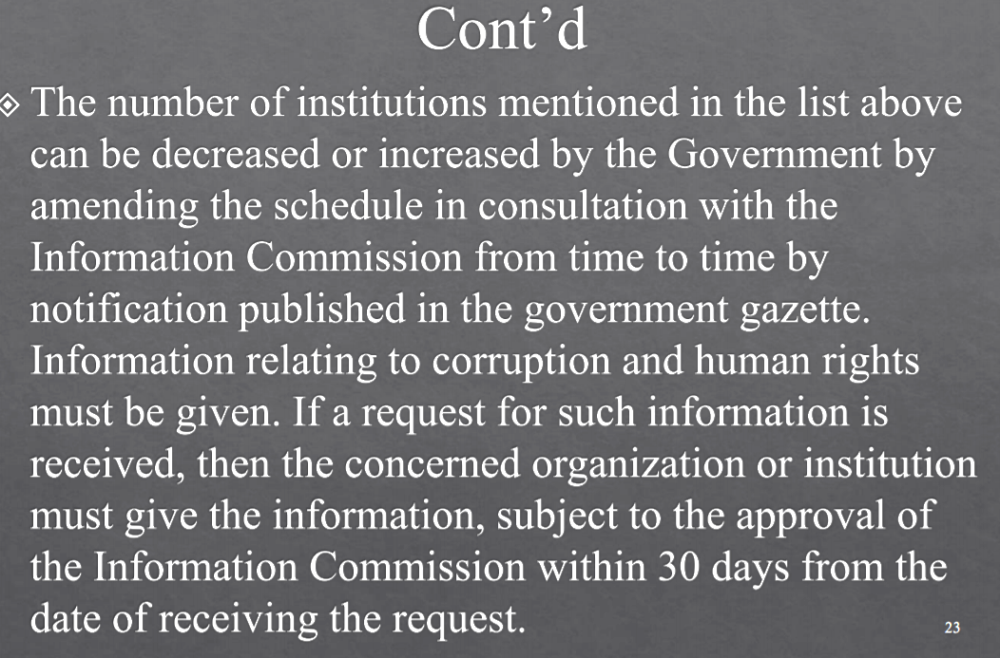 Cont’d
The number of institutions mentioned in the list above
can be decreased or increased by the Government by
amending the schedule in consultation with the
Information Commission from time to time by
notification published in the government gazette.
Information relating to corruption and human rights
must be given. If a request for such information is
received, then the concerned organization or institution
must give the information, subject to the approval of
the Information Commission within 30 days from the
date of receiving the request.
23